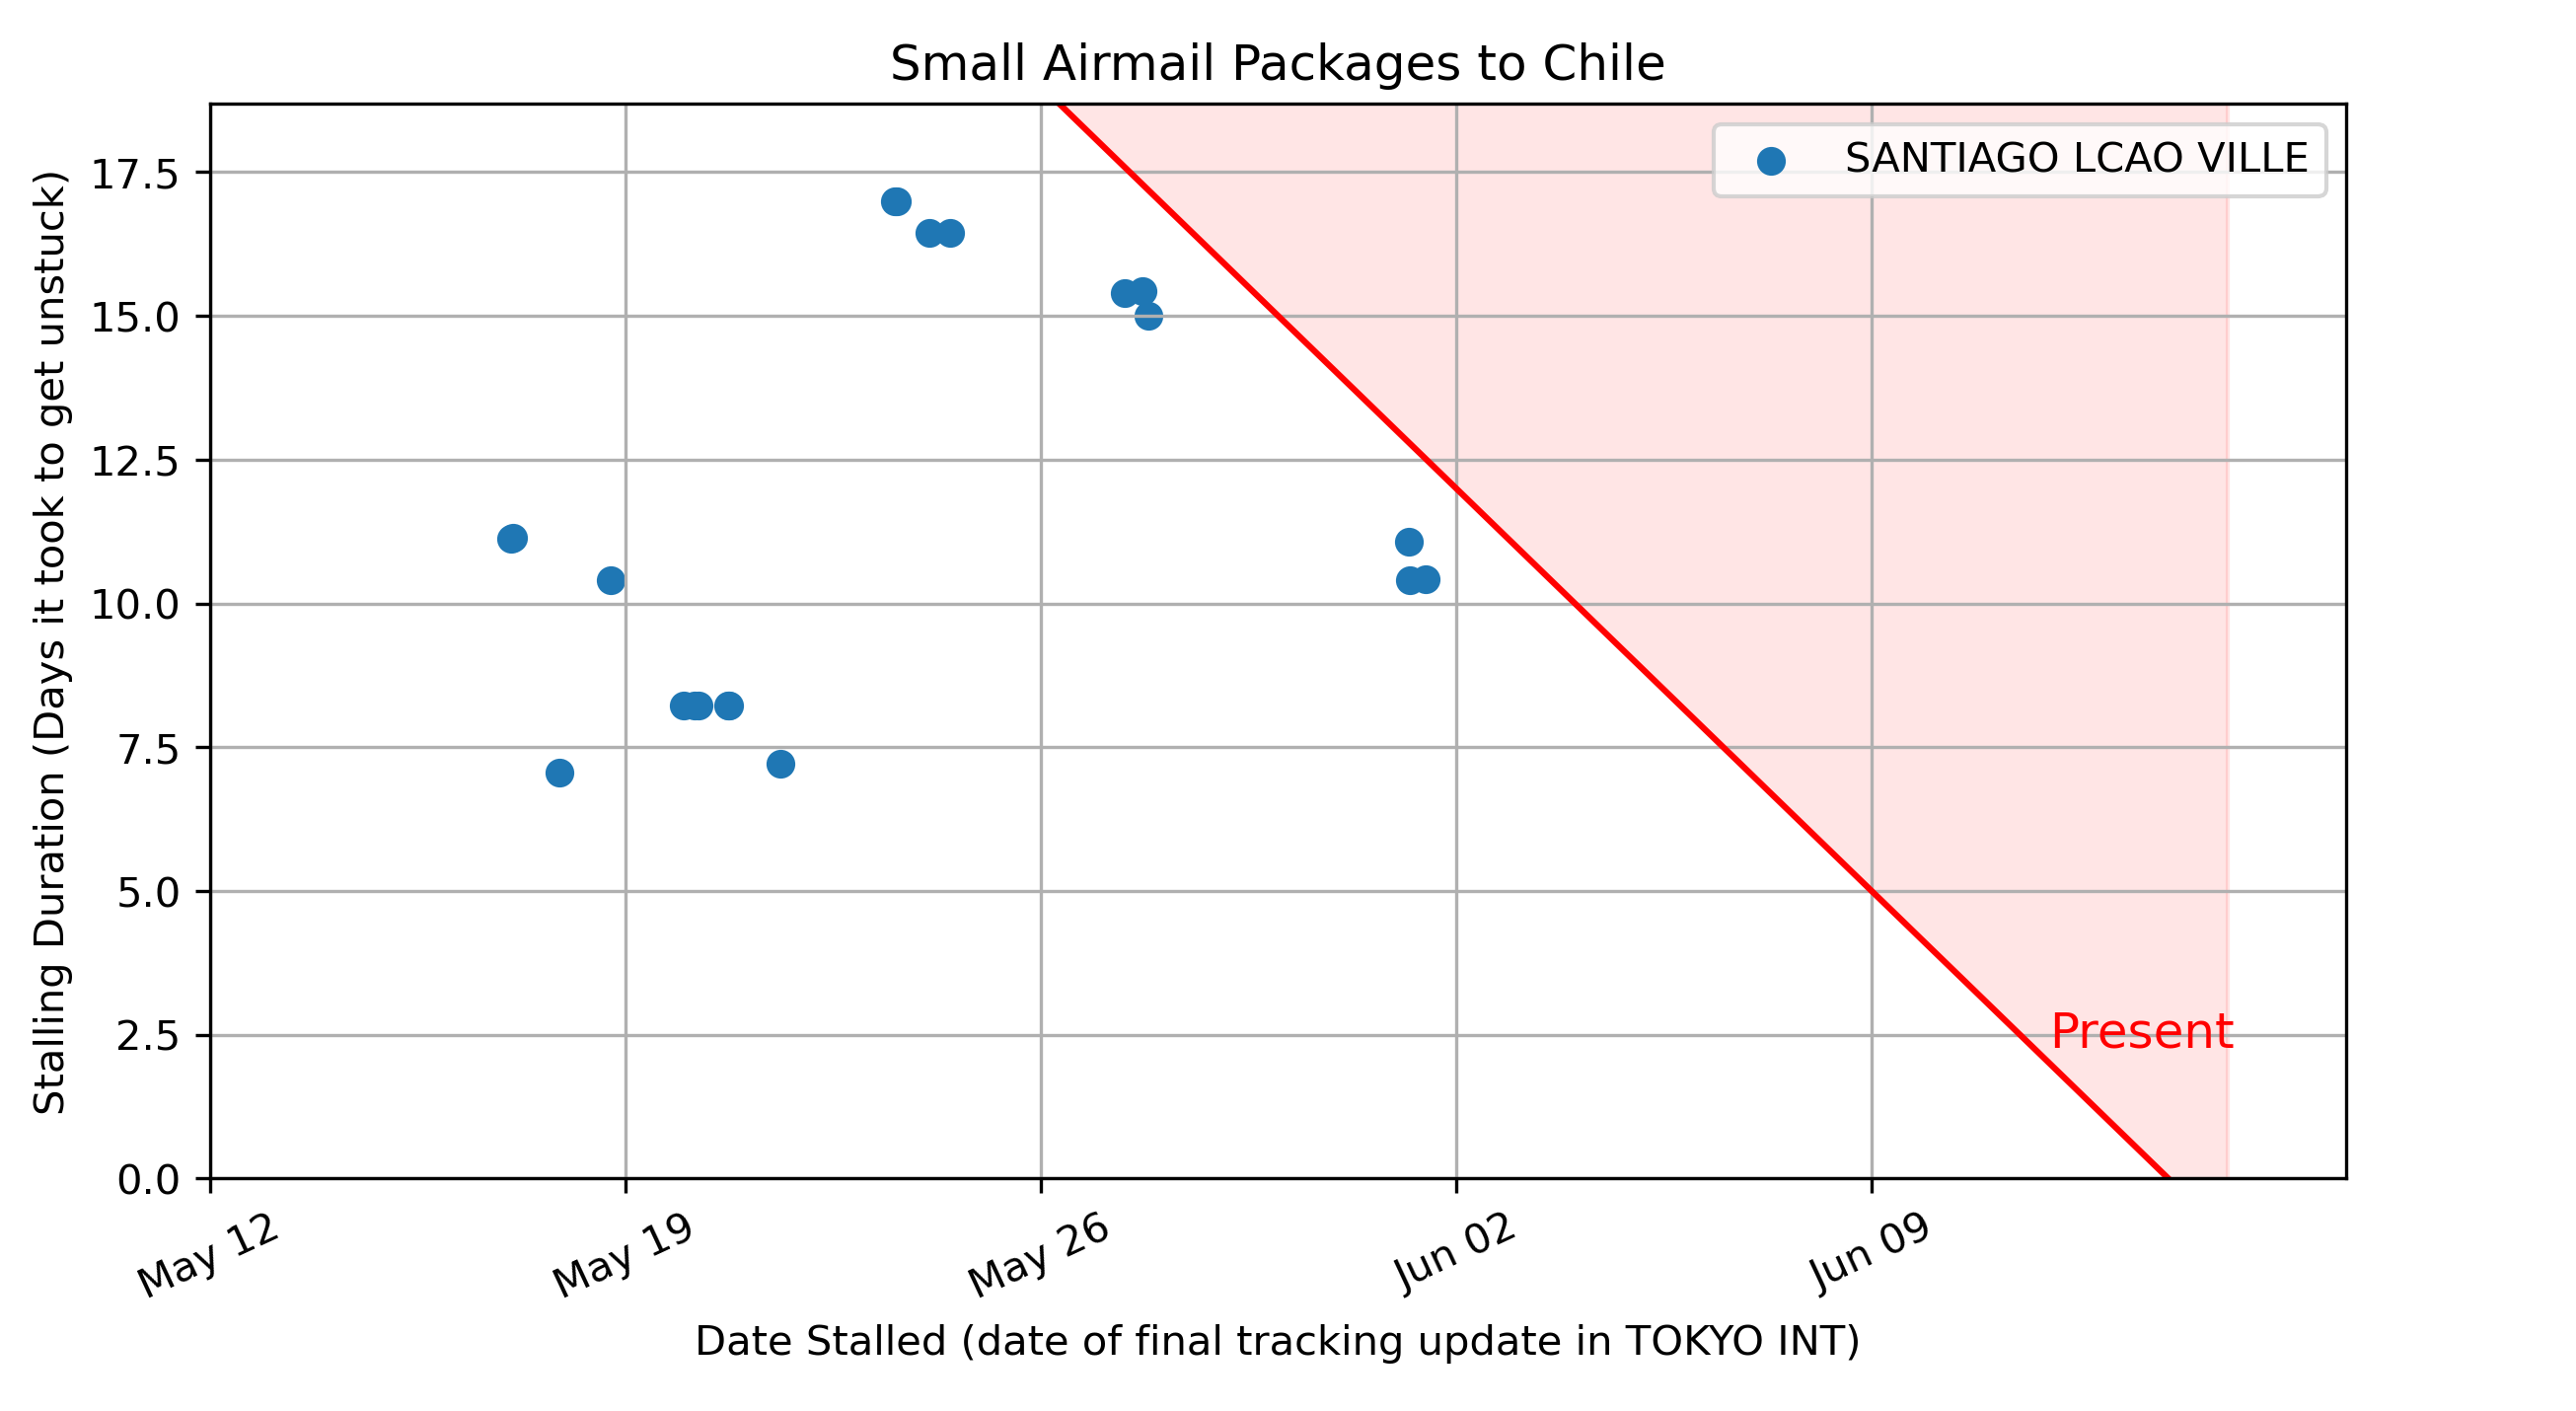 Small Airmail Packages to Chile
SANTIAGO LCAO VILLE
Stalling Duration (Days it took to get unstuck)
17.5
15.0
12.5
10.0
7.5
5.0
2.5
0.0
Present
May 12
May 19
May 26
Jun 02
Jun 09
Date Stalled (date of final tracking update in TOKYO INT)